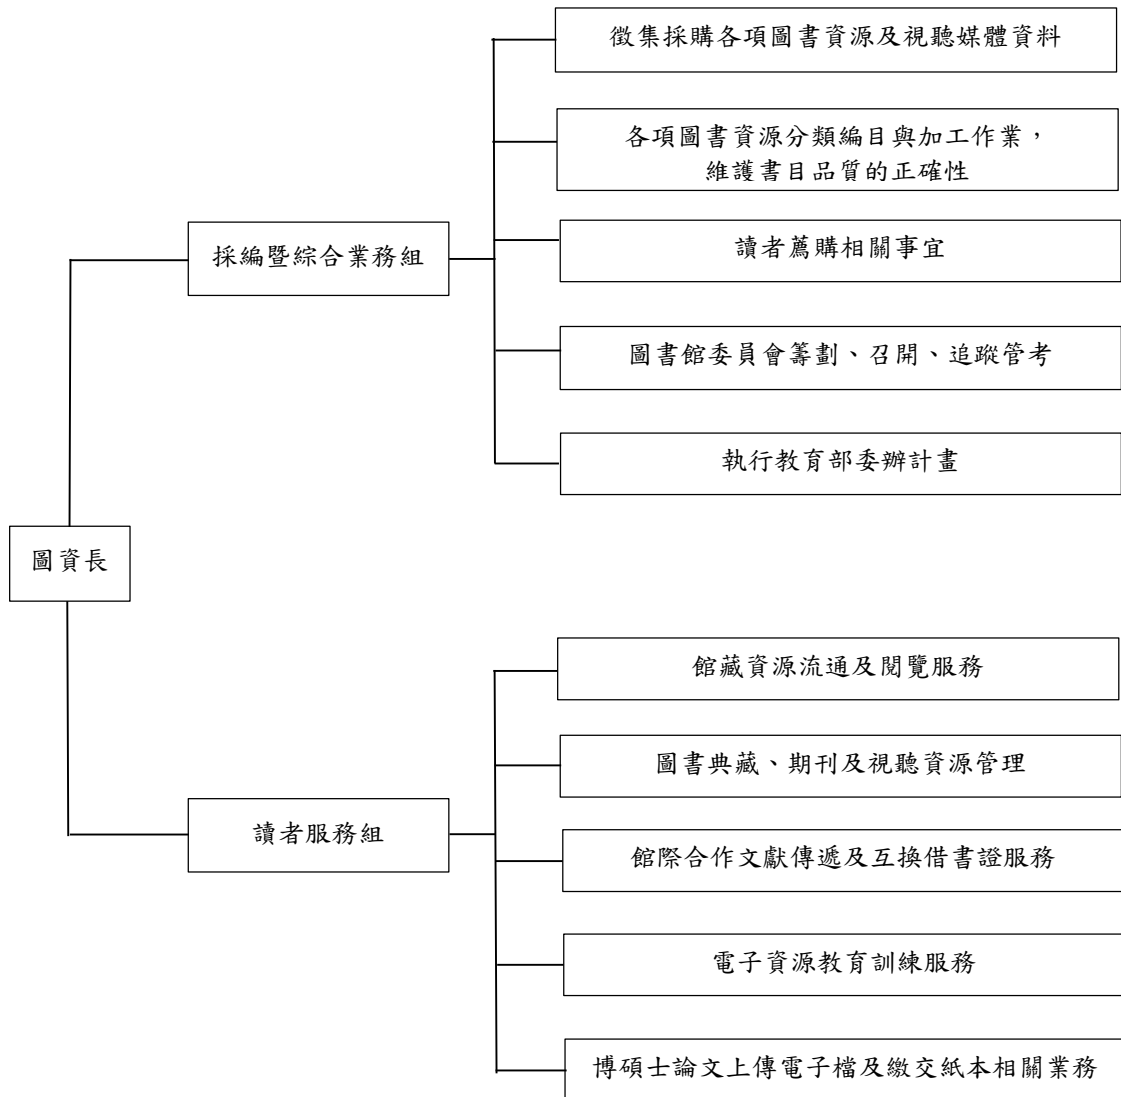 徵集採購各項圖書資源及視聽媒體資料
各項圖書資源分類編目與加工作業，
維護書目品質的正確性
採編暨綜合業務組
讀者薦購相關事宜
圖書館委員會籌劃、召開、追蹤管考
執行教育部委辦計畫
圖資長
館藏資源流通及閱覽服務
圖書典藏、期刊及視聽資源管理
讀者服務組
館際合作文獻傳遞及互換借書證服務
電子資源教育訓練服務
博碩士論文上傳電子檔及繳交紙本相關業務